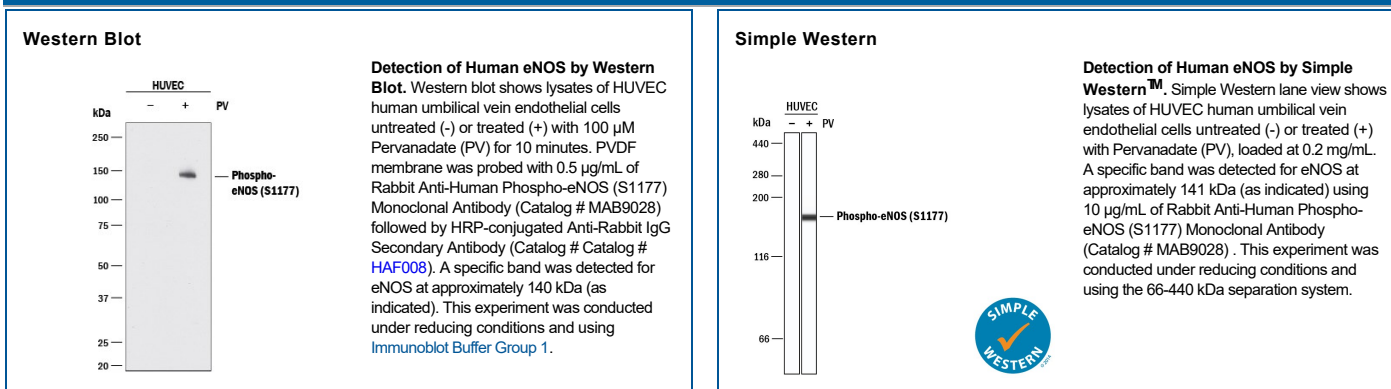 Western Blot
HUVEC
kDa
– + PV
250
150
100
75
50
37
25
20
Phospho-
eNOS (S1177)
Detection of Human eNOS by Western
Blot. Western blot shows lysates of HUVEC
human umbilical vein endothelial cells
untreated (-) or treated (+) with 100 µM
Pervanadate (PV) for 10 minutes. PVDF
membrane was probed with 0.5 µg/mL of
Rabbit Anti-Human Phospho-eNOS (S1177)
Monoclonal Antibody (Catalog # MAB9028)
followed by HRP-conjugated Anti-Rabbit IgG
Secondary Antibody (Catalog # Catalog #
HAF008). A specific band was detected for
eNOS at approximately 140 kDa (as
indicated). This experiment was conducted
under reducing conditions and using
Immunoblot Buffer Group 1.
Simple Western
HUVEC
kDa – + PV
440
280
200
116
66
Phospho-eNOS (S1177)
SIMPLE
WESTERN
Detection of Human eNOS by Simple
Western™. Simple Western lane view shows
lysates of HUVEC human umbilical vein
endothelial cells untreated (-) or treated (+)
with Pervanadate (PV), loaded at 0.2 mg/mL.
A specific band was detected for eNOS at
approximately 141 kDa (as indicated) using
10 µg/mL of Rabbit Anti-Human Phospho-
eNOS (S1177) Monoclonal Antibody
(Catalog # MAB9028) . This experiment was
conducted under reducing conditions and
using the 66-440 kDa separation system.